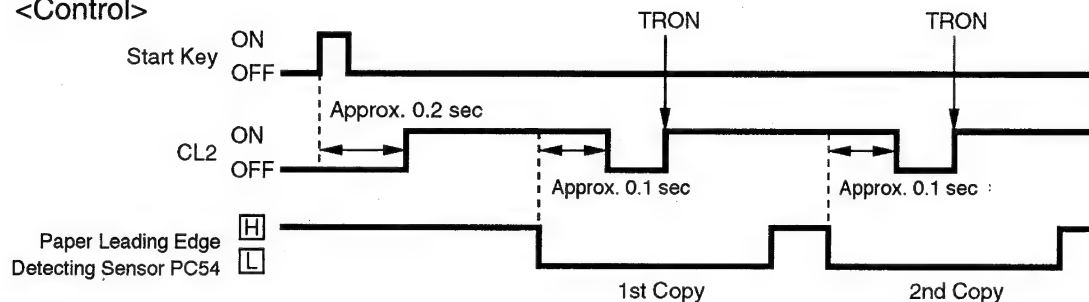 <Control>
TRON TRON
Start Key ON
OFF
Approx. 0.2 sec
CL2 ON
OFF
Approx. 0.1 sec Approx. 0.1 sec
Paper Leading Edge H
Detecting Sensor PC54 L
1st Copy 2nd Copy